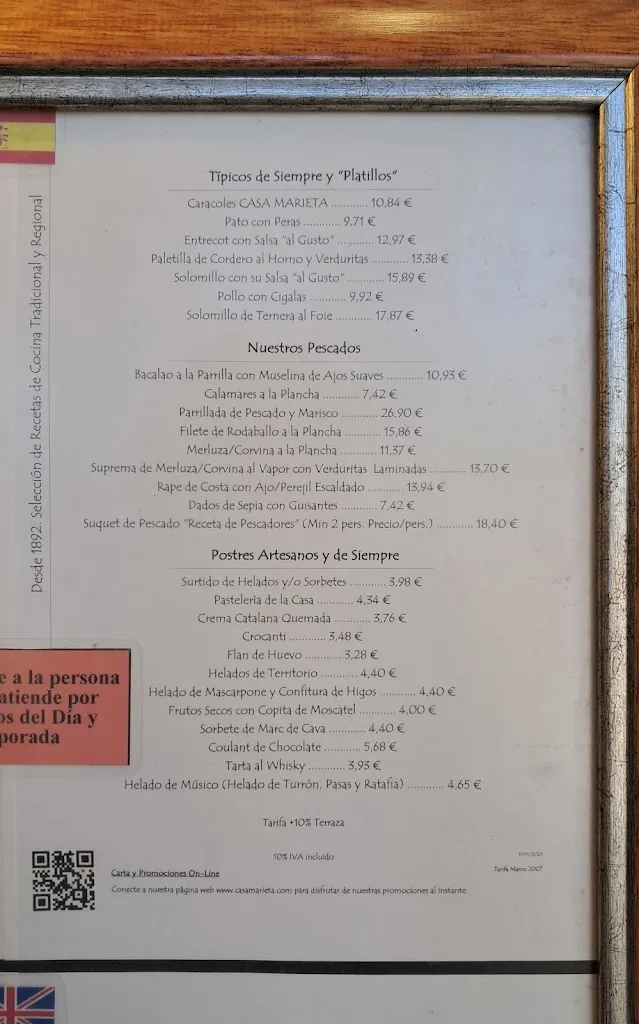 Típicos de Siempre y "Platillos"
Caracoles CASA MARIETA ............ 10,84 €
Pato con Peras ............ 9,71 €
Entrecot con Salsa "al Gusto" ............ 12,97 €
Paletilla de Cordero al Horno y Verduritas ............ 13,38 €
Solomillo con su Salsa "al Gusto" ............ 15,89 €
Pollo con Cigalas ............ 9,92 €
Solomillo de Ternera al Foie ............ 17,87 €
Nuestros Pescados
Bacalao a la Parrilla con Muselina de Ajos Suaves ............ 10,93 €
Calamares a la Plancha ............ 7,42 €
Parrillada de Pescado y Marisco ............ 26,90 €
Filete de Rodaballo a la Plancha ............ 15,86 €
Merluza/Corvina a la Plancha ............ 11,37 €
Suprema de Merluza/Corvina al Vapor con Verduritas Laminadas ............ 13,70 €
Rape de Costa con Ajo/Perejil Escaldado ............ 13,94 €
Dados de Sepia con Guisantes ............ 7,42 €
Suquet de Pescado "Receta de Pescadores" (Min 2 pers. Precio/pers.) ............ 18,40 €
Postres Artesanos y de Siempre
Surtido de Helados y/o Sorbetes ............ 3,98 €
Pastelería de la Casa ............ 4,34 €
Crema Catalana Quemada ............ 3,76 €
Crocanti ............ 3,48 €
Flan de Huevo ............ 3,28 €
Helados de Territorio ............ 4,40 €
Helado de Mascarpone y Confitura de Higos ............ 4,40 €
Frutos Secos con Copita de Moscatel ............ 4,00 €
Sorbete de Marc de Cava ............ 4,40 €
Coulant de Chocolate ............ 5,68 €
Tarta al Whisky ............ 3,93 €
Helado de Músico (Helado de Turrón, Pasas y Ratafia) ............ 4,65 €
Tarifa +10% Terraza
10% IVA incluido
Tarifa Marzo 2007
Carta y Promociones On-Line
Conecte a nuestra página web www.casamarieta.com para disfrutar de nuestras promociones al instante
Desde 1892. Selección de Recetas de Cocina Tradicional y Regional
e a la persona
atiende por
os del Día y
porada